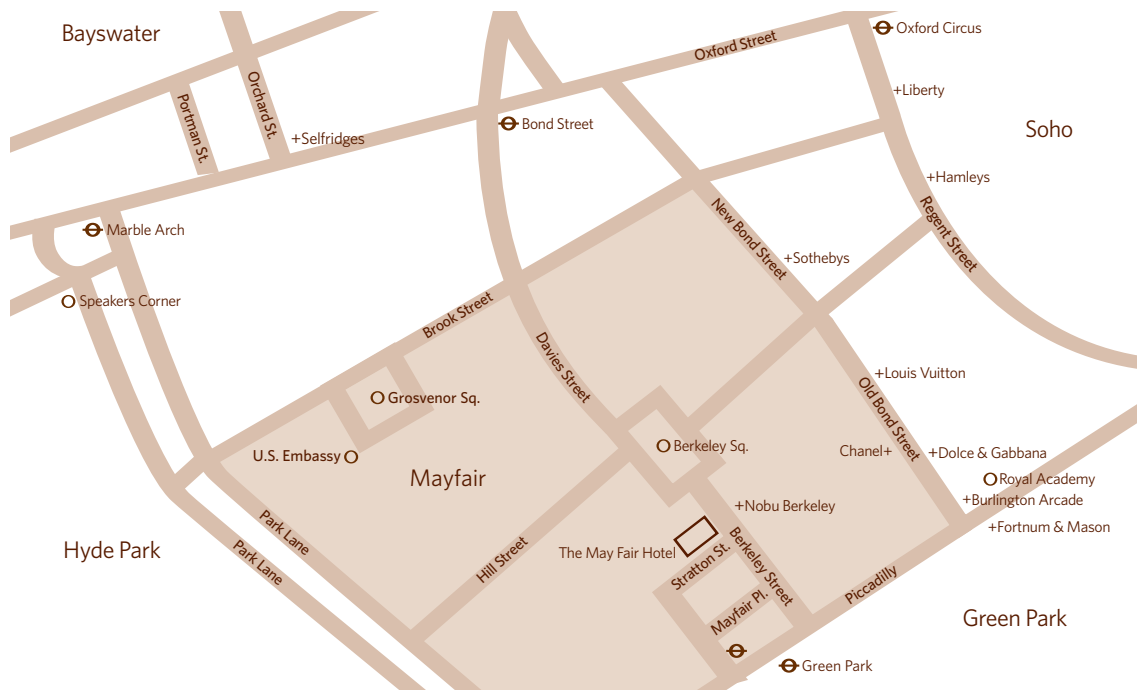 Bayswater
Oxford Circus
Oxford Street
Orchard St.
Portman St.
+Liberty
Bond Street
Soho
+Selfridges
+Hamleys
New Bond Street
Regent Street
Marble Arch
+Sothebys
Speakers Corner
Brook Street
Davies Street
+Louis Vuitton
Old Bond Street
Grosvenor Sq.
Berkeley Sq.
Chanel+
+Dolce & Gabbana
U.S. Embassy
Mayfair
Royal Academy
+Burlington Arcade
+Nobu Berkeley
+Fortnum & Mason
Park Lane
Hyde Park
Park Lane
The May Fair Hotel
Hill Street
Stratton St.
Berkeley Street
Piccadilly
Mayfair Pl.
Green Park
Green Park